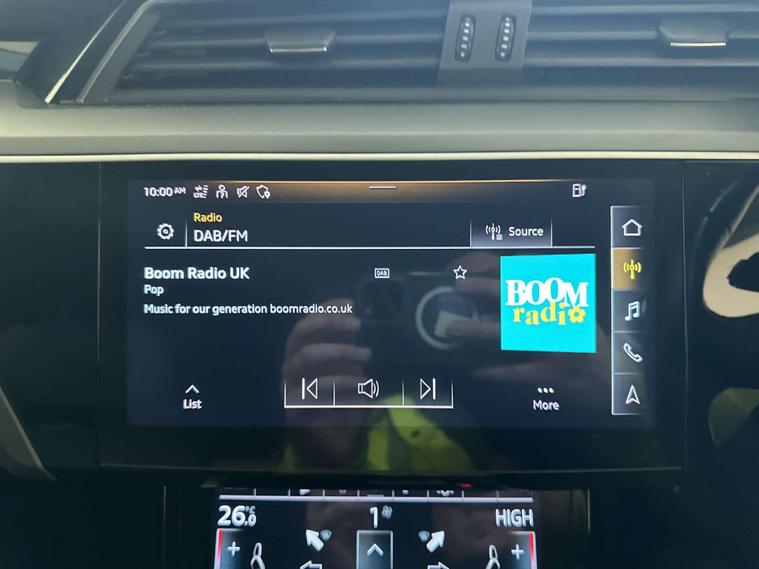 10:00 AM
Radio
DAB/FM
Source
Boom Radio UK
DAB
Pop
Music for our generation boomradio.co.uk
BOOM
radio
List
More
26.0 °C
1
HIGH